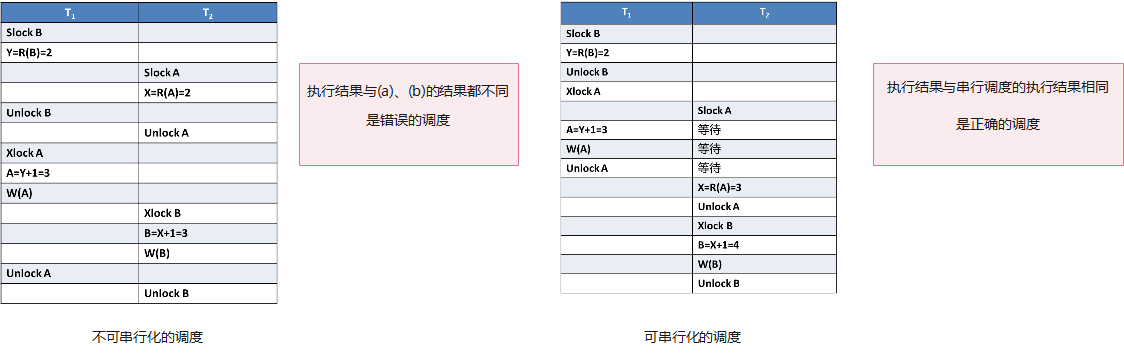 T₁ T₂
Slock B
Y=R(B)=2
Slock A
X=R(A)=2
Unlock B
Unlock A
Xlock A
A=Y+1=3
W(A)
Xlock B
B=X+1=3
W(B)
Unlock A
Unlock B
不可串行化的调度
执行结果与(a)、(b)的结果都不同
是错误的调度
T₁ T₂
Slock B
Y=R(B)=2
Unlock B
Xlock A
Slock A
A=Y+1=3 等待
W(A) 等待
Unlock A 等待
X=R(A)=3
Unlock A
Xlock B
B=X+1=4
W(B)
Unlock B
可串行化的调度
执行结果与串行调度的执行结果相同
是正确的调度